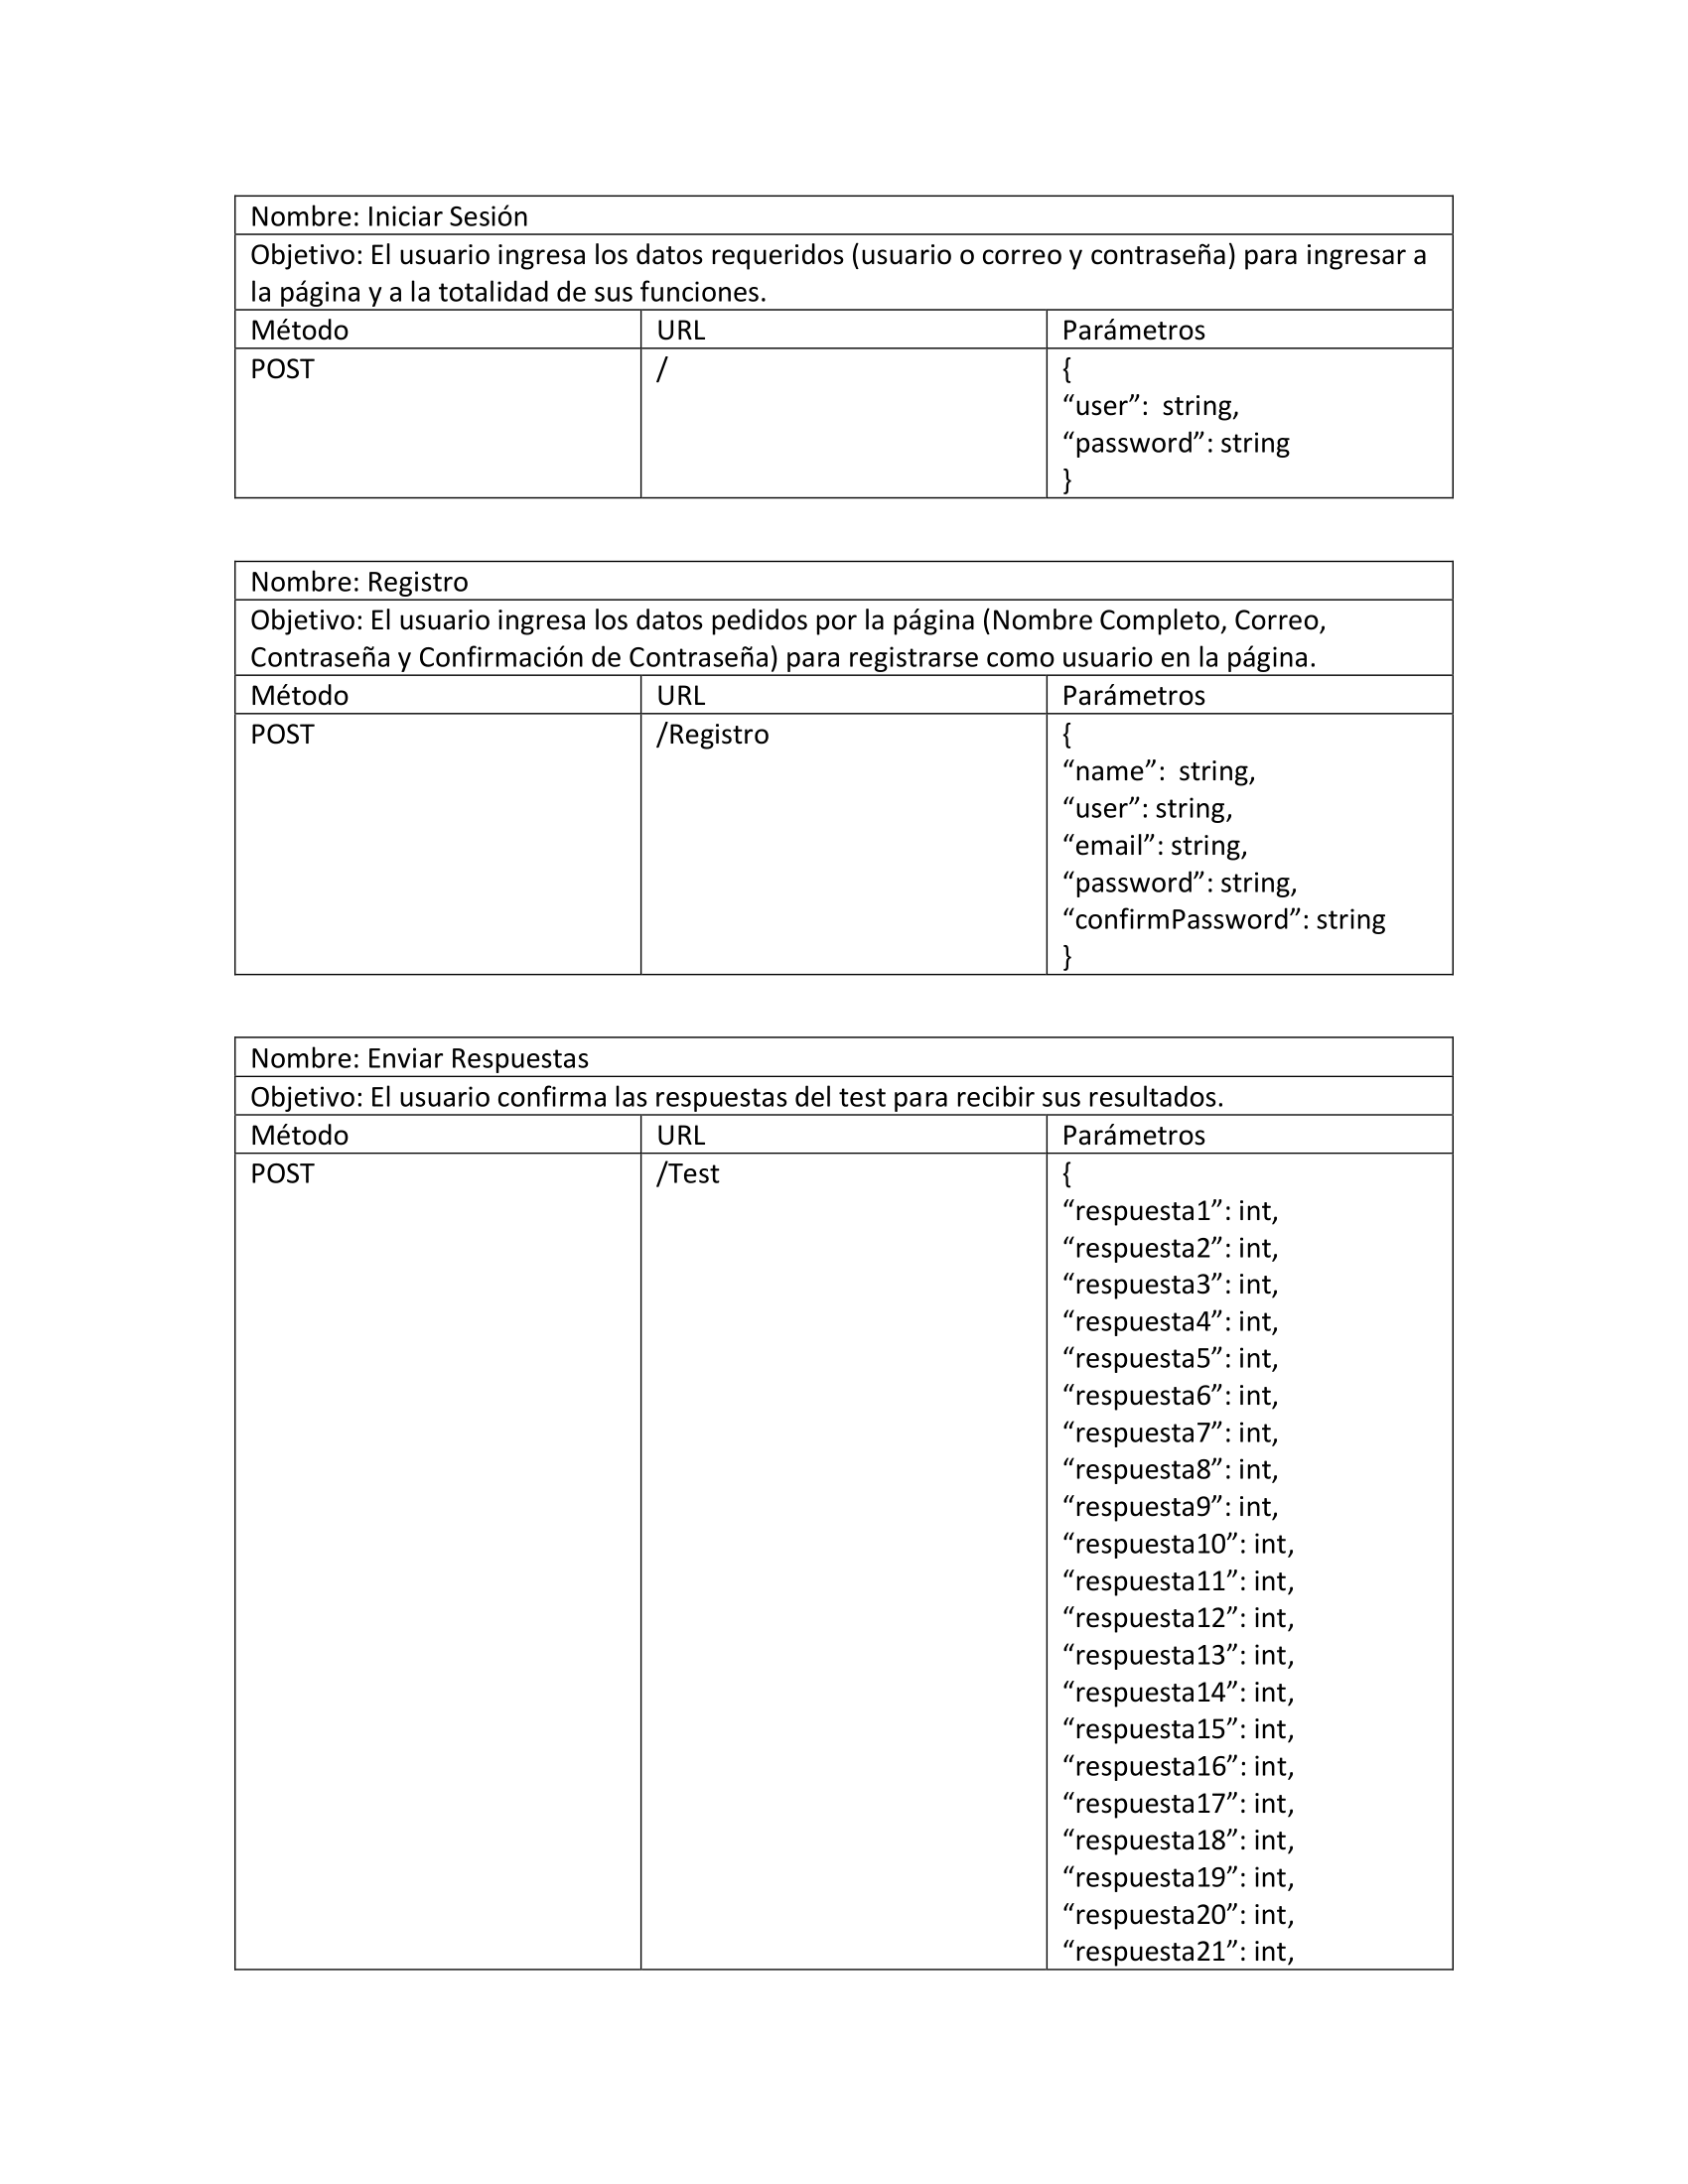 Nombre: Iniciar Sesión
Objetivo: El usuario ingresa los datos requeridos (usuario o correo y contraseña) para ingresar a
la página y a la totalidad de sus funciones.
Método URL Parámetros
POST / {
“user”:  string,
“password”: string
}
Nombre: Registro
Objetivo: El usuario ingresa los datos pedidos por la página (Nombre Completo, Correo,
Contraseña y Confirmación de Contraseña) para registrarse como usuario en la página.
Método URL Parámetros
POST /Registro {
“name”:  string,
“user”: string,
“email”: string,
“password”: string,
“confirmPassword”: string
}
Nombre: Enviar Respuestas
Objetivo: El usuario confirma las respuestas del test para recibir sus resultados.
Método URL Parámetros
POST /Test {
“respuesta1”: int,
“respuesta2”: int,
“respuesta3”: int,
“respuesta4”: int,
“respuesta5”: int,
“respuesta6”: int,
“respuesta7”: int,
“respuesta8”: int,
“respuesta9”: int,
“respuesta10”: int,
“respuesta11”: int,
“respuesta12”: int,
“respuesta13”: int,
“respuesta14”: int,
“respuesta15”: int,
“respuesta16”: int,
“respuesta17”: int,
“respuesta18”: int,
“respuesta19”: int,
“respuesta20”: int,
“respuesta21”: int,